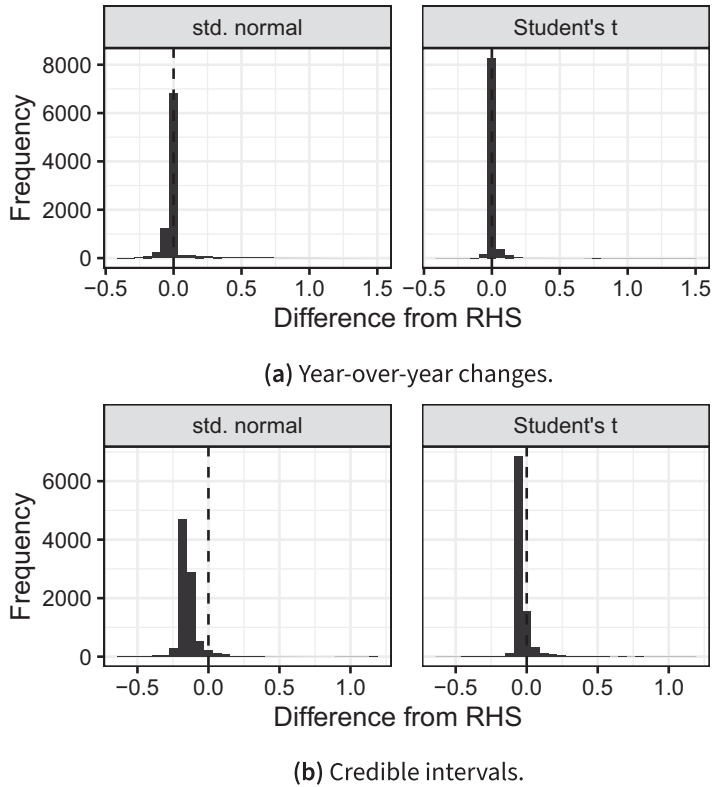 std. normal Student's t
8000
6000
4000
2000
0
Frequency
−0.5 0.0 0.5 1.0 1.5 −0.5 0.0 0.5 1.0 1.5
Difference from RHS
(a) Year-over-year changes.
std. normal Student's t
6000
4000
2000
0
Frequency
−0.5 0.0 0.5 1.0 −0.5 0.0 0.5 1.0
Difference from RHS
(b) Credible intervals.